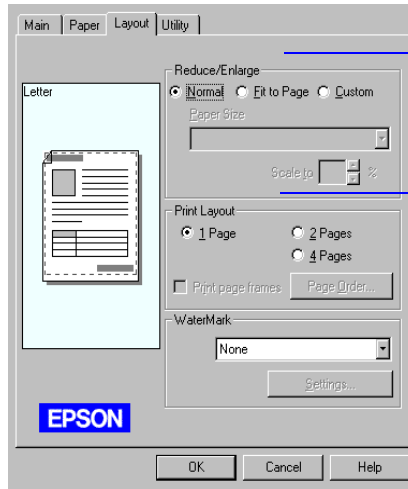 Main Paper Layout Utility
Letter
Reduce/Enlarge
Normal Fit to Page Custom
Paper Size
Scale to %
Print Layout
1 Page 2 Pages
4 Pages
Print page frames Page Order...
WaterMark
None
Settings...
EPSON
OK Cancel Help